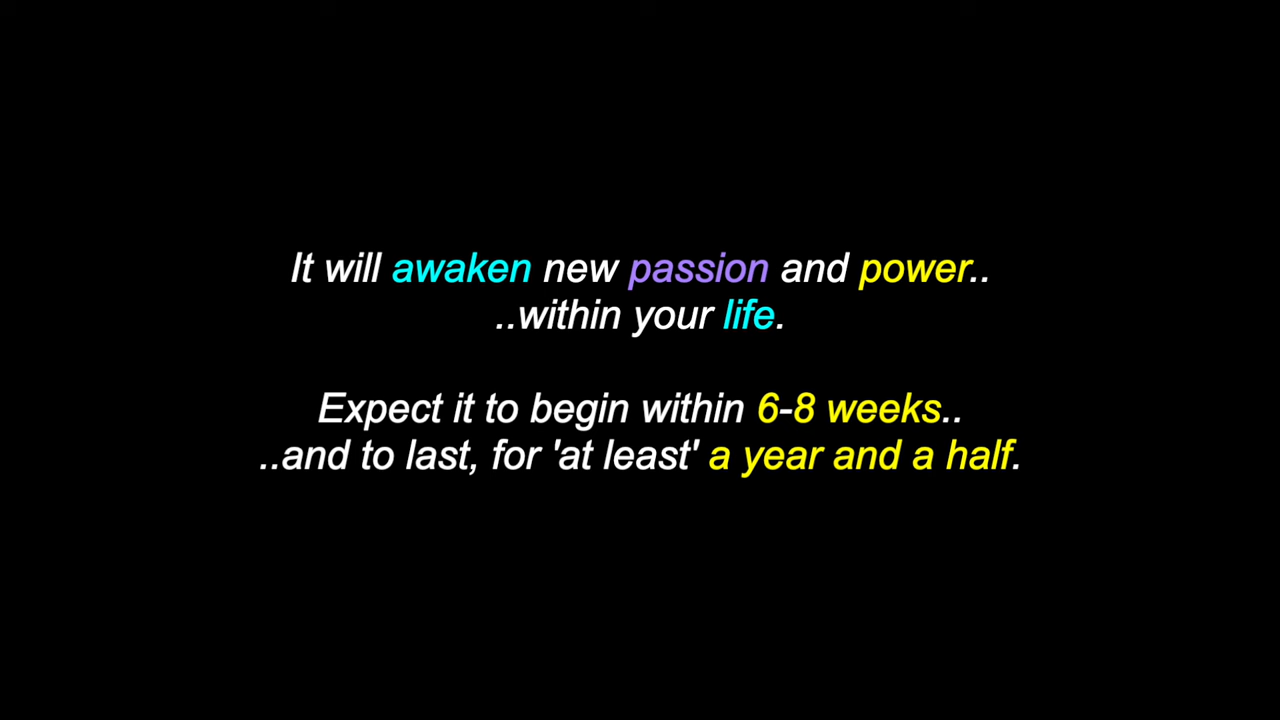 It will awaken new passion and power..
..within your life.
Expect it to begin within 6-8 weeks..
..and to last, for 'at least' a year and a half.